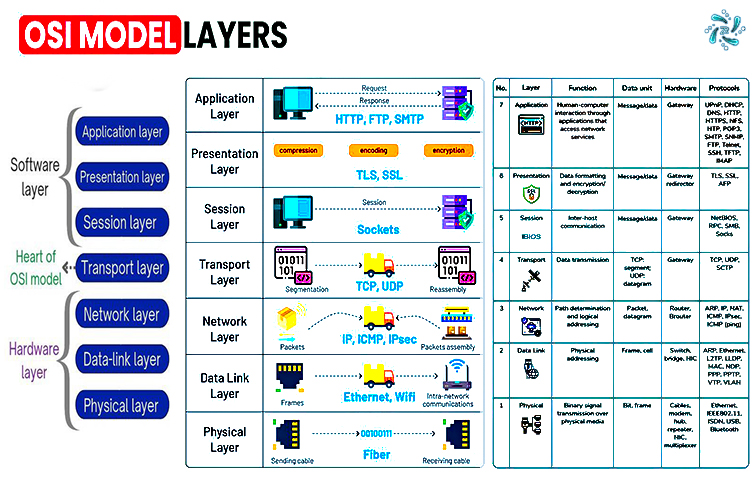 OSI MODEL LAYERS
Software
layer
Application layer
Presentation layer
Session layer
Heart of
OSI model
Transport layer
Hardware
layer
Network layer
Data-link layer
Physical layer
Application
Layer
Request
Response
HTTP, FTP, SMTP
Presentation
Layer
compression
encoding
encryption
TLS, SSL
Session
Layer
Session
Sockets
Transport
Layer
01011
101
Segmentation
TCP, UDP
01011
101
Reassembly
Network
Layer
Packets
IP, ICMP, IPsec
Packets assembly
Data Link
Layer
Frames
Ethernet, Wifi
Intra-network
communications
Physical
Layer
Sending cable
00100111
Fiber
Receiving cable
No. Layer Function Data unit Hardware Protocols
7 Application
HTTP
Human-computer
interaction through
applications that
access network
services
Message/data
Gateway
UPnP, DHCP,
DNS, HTTP,
HTTPS, NFS,
NTP, POP3,
SMTP, SNMP,
FTP, Telnet,
SSH, TFTP,
IMAP
6 Presentation
SSL
Data formatting
and encryption/
decryption
Message/data
Gateway
redirector
TLS, SSL,
AFP
5 Session
IBIOS
Inter-host
communication
Message/data
Gateway
NetBIOS,
RPC, SMB,
Socks
4 Transport
Data transmission
TCP:
segment;
UDP:
datagram
Gateway
TCP, UDP,
SCTP
3 Network
Path determination
and logical
addressing
Packet,
datagram
Router,
Brouter
ARP, IP, NAT,
ICMP, IPsec,
ICMP (ping)
2 Data Link
Physical
addressing
Frame, cell
Switch,
bridge, NIC
ARP, Ethernet,
L2TP, LLDP,
MAC, NDP,
PPP, PPTP,
VTP, VLAH
1 Physical
Binary signal
transmission over
physical media
Bit, frame
Cables,
modem,
hub,
repeater,
NIC,
multiplexer
Ethernet,
IEEE802.11,
ISDN, USB,
Bluetooth